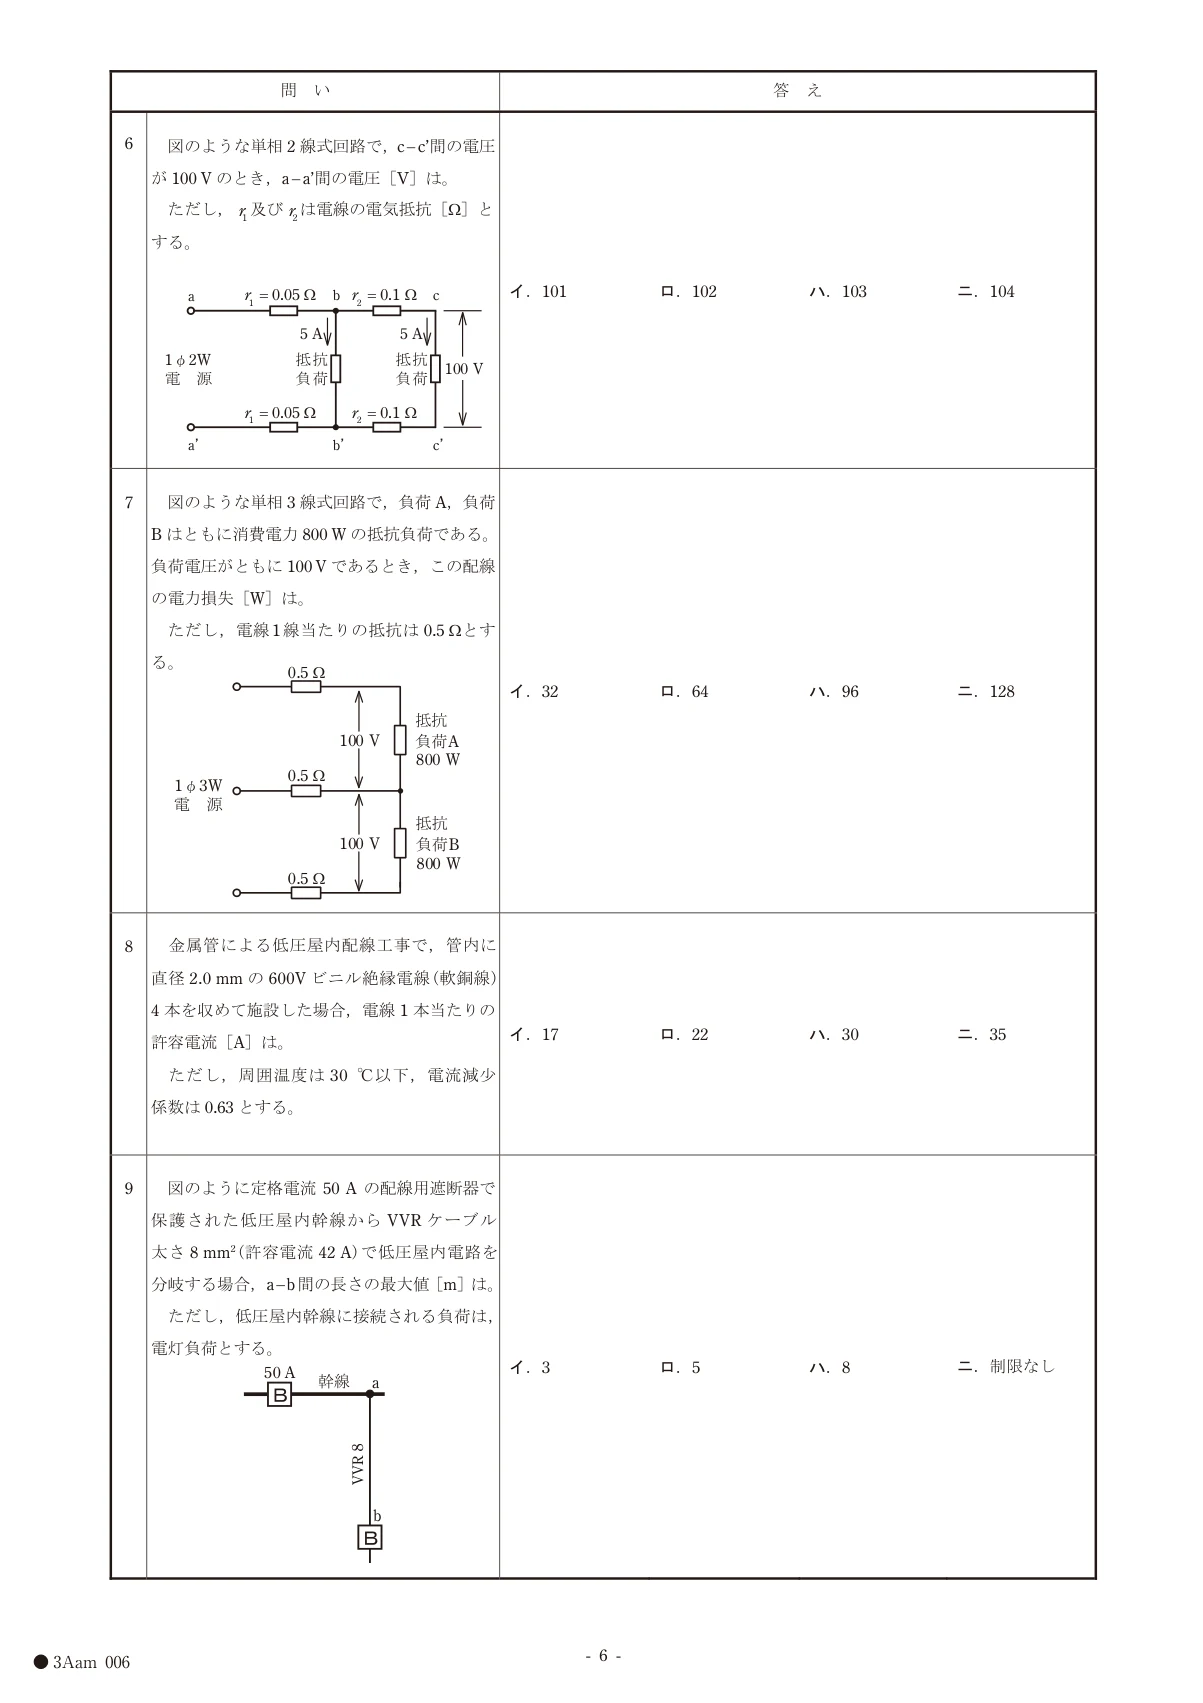 問　い
答　え
6
図のような単相2線式回路で，c−c’間の電圧
が100 Vのとき，a−a’間の電圧［V］は。
ただし，r1及びr2は電線の電気抵抗［Ω］と
する。
a
r1＝0.05 Ω
b
r2＝0.1 Ω
c
5 A
5 A
1φ2W
電　源
抵抗
負荷
抵抗
負荷
100 V
r1＝0.05 Ω
r2＝0.1 Ω
a’
b’
c’
イ．101
ロ．102
ハ．103
ニ．104
7
図のような単相3線式回路で，負荷A，負荷
Bはともに消費電力800 Wの抵抗負荷である。
負荷電圧がともに100 Vであるとき，この配線
の電力損失［W］は。
ただし，電線1線当たりの抵抗は0.5 Ωとす
る。
0.5 Ω
100 V
抵抗
負荷A
800 W
1φ3W
電　源
0.5 Ω
100 V
抵抗
負荷B
800 W
0.5 Ω
イ．32
ロ．64
ハ．96
ニ．128
8
金属管による低圧屋内配線工事で，管内に
直径2.0 mmの600Vビニル絶縁電線（軟銅線）
4本を収めて施設した場合，電線1本当たりの
許容電流［A］は。
ただし，周囲温度は30 ℃以下，電流減少
係数は0.63とする。
イ．17
ロ．22
ハ．30
ニ．35
9
図のように定格電流50 Aの配線用遮断器で
保護された低圧屋内幹線からVVRケーブル
太さ8 mm²（許容電流42 A）で低圧屋内電路を
分岐する場合，a−b間の長さの最大値［m］は。
ただし，低圧屋内幹線に接続される負荷は，
電灯負荷とする。
50 A
B
幹線
a
VVR 8
b
B
イ．3
ロ．5
ハ．8
ニ．制限なし
- 6 -
●3Aam 006